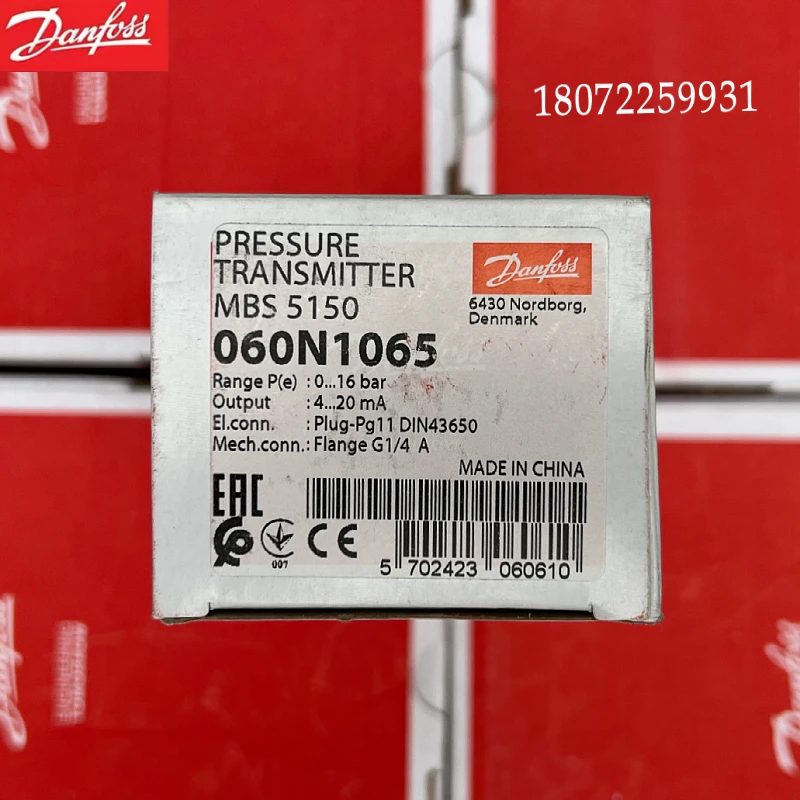 Danfoss
18072259931
PRESSURE
TRANSMITTER
MBS 5150
060N1065
Danfoss
6430 Nordborg,
Denmark
Range P(e) : 0...16 bar
Output : 4...20 mA
El.conn. : Plug-Pg11 DIN43650
Mech.conn.: Flange G1/4 A
MADE IN CHINA
EAC
007
CE
5 702423 060610